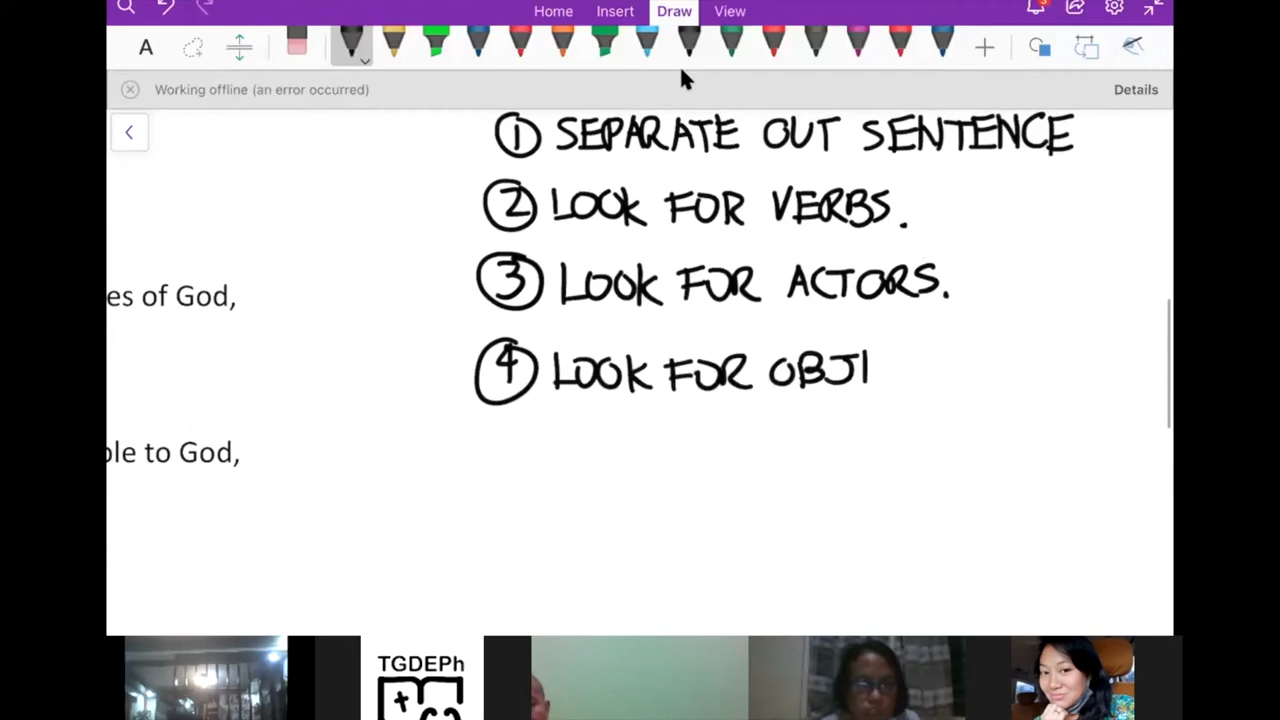 Home Insert Draw View
A
Working offline (an error occurred) Details
① SEPARATE OUT SENTENCE
② LOOK FOR VERBS.
③ LOOK FOR ACTORS.
es of God,
④ LOOK FOR OBJI
ole to God,
TGDEPh